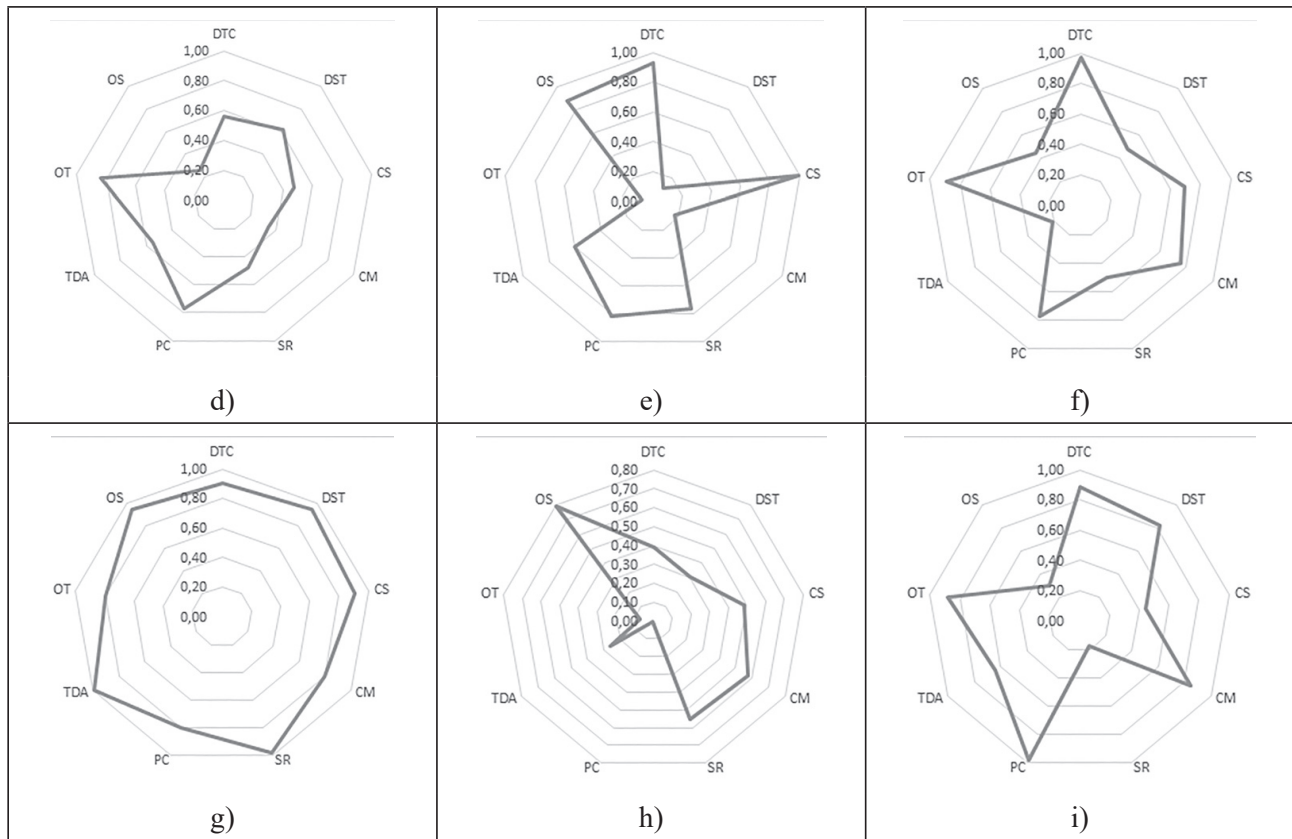 DTC
1,00
OS
DST
0,80
0,60
0,40
OT
0,20
CS
0,00
TDA
CM
PC
SR
d)
DTC
1,00
OS
DST
0,80
0,60
0,40
OT
0,20
CS
0,00
TDA
CM
PC
SR
e)
DTC
1,00
OS
DST
0,80
0,60
0,40
OT
0,20
CS
0,00
TDA
CM
PC
SR
f)
DTC
1,00
OS
DST
0,80
0,60
0,40
OT
0,20
CS
0,00
TDA
CM
PC
SR
g)
DTC
0,80
0,70
OS
DST
0,60
0,50
0,40
0,30
OT
0,20
CS
0,10
0,00
TDA
CM
PC
SR
h)
DTC
1,00
OS
DST
0,80
0,60
0,40
OT
0,20
CS
0,00
TDA
CM
PC
SR
i)